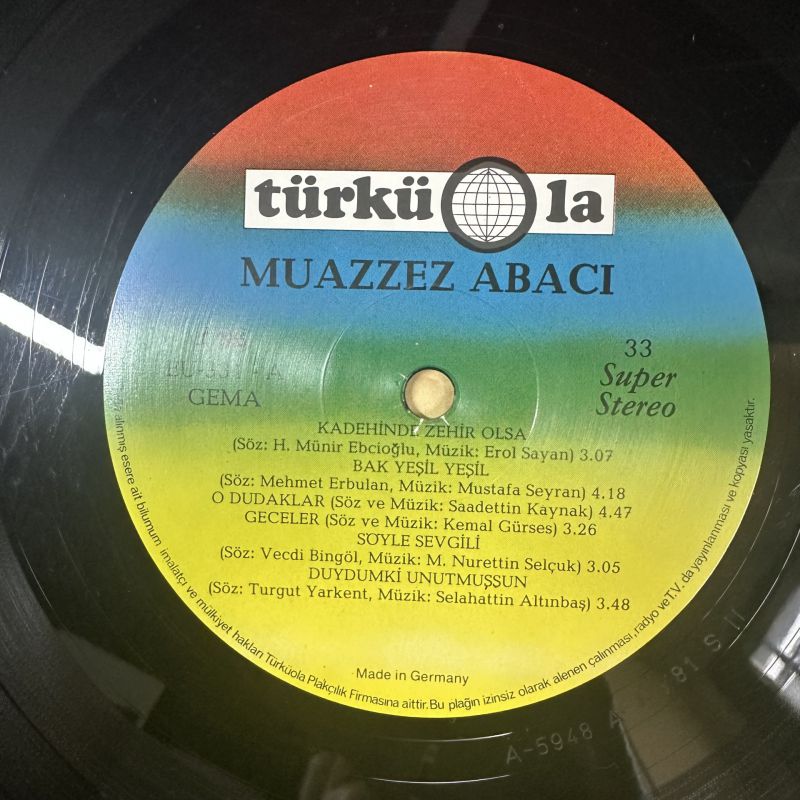 türküola
MUAZZEZ ABACI
GEMA
33
Super
Stereo
KADEHİNDE ZEHİR OLSA
(Söz: H. Münir Ebcioğlu, Müzik: Erol Sayan) 3.07
BAK YEŞİL YEŞİL
(Söz: Mehmet Erbulan, Müzik: Mustafa Seyran) 4.18
O DUDAKLAR (Söz ve Müzik: Saadettin Kaynak) 4.47
GECELER (Söz ve Müzik: Kemal Gürses) 3.26
SÖYLE SEVGİLİ
(Söz: Vecdi Bingöl, Müzik: M. Nurettin Selçuk) 3.05
DUYDUMKİ UNUTMUŞSUN
(Söz: Turgut Yarkent, Müzik: Selahattin Altınbaş) 3.48
Made in Germany
alınmış esere ait bilumum imalatçı ve mülkiyet hakları Türküola Plakçılık Firmasına aittir. Bu plağın izinsiz olarak alenen çalınması, radyo ve T.V. da yayınlanması ve kopyası yasaktır.
A-5948 A 81 S II